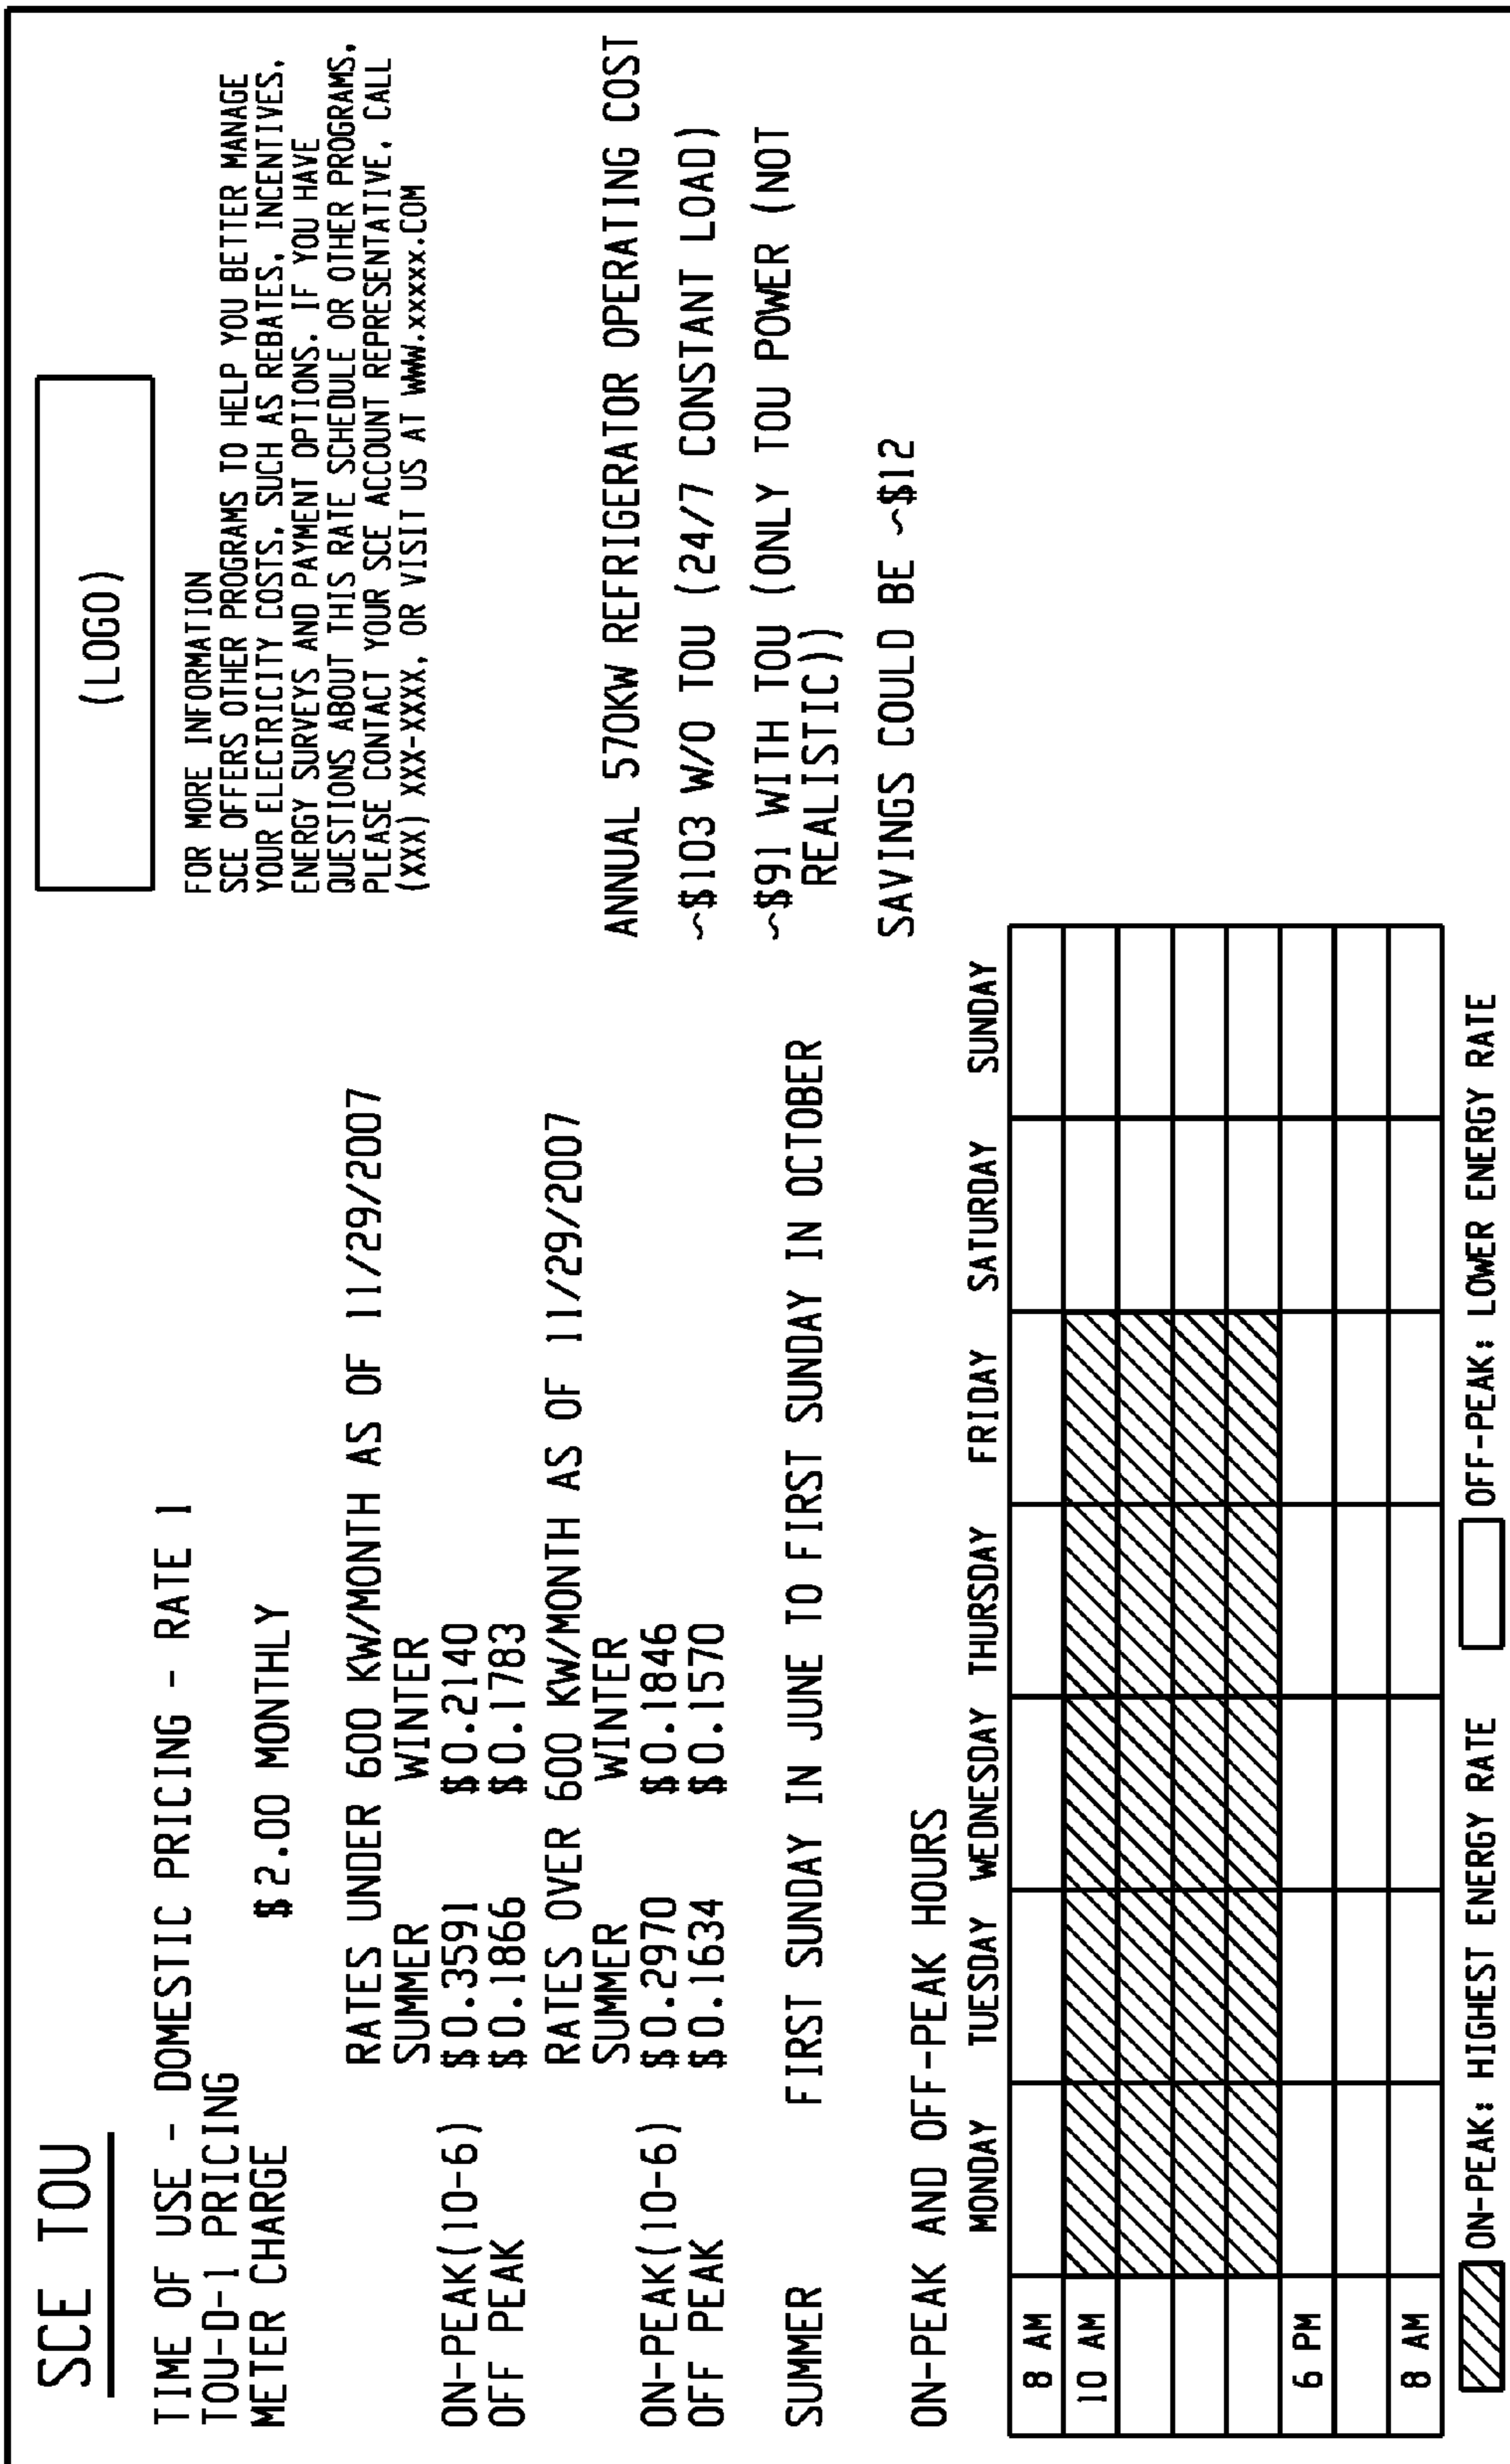 SCE TOU
TIME OF USE - DOMESTIC PRICING - RATE 1
TOU-D-1 PRICING
METER CHARGE $2.00 MONTHLY
RATES UNDER 600 KW/MONTH AS OF 11/29/2007
SUMMER WINTER
ON-PEAK(10-6) $0.3591 $0.2140
OFF PEAK $0.1866 $0.1783
RATES OVER 600 KW/MONTH AS OF 11/29/2007
SUMMER WINTER
ON-PEAK(10-6) $0.2970 $0.1846
OFF PEAK $0.1634 $0.1570
SUMMER FIRST SUNDAY IN JUNE TO FIRST SUNDAY IN OCTOBER
(LOGO)
FOR MORE INFORMATION
SCE OFFERS OTHER PROGRAMS TO HELP YOU BETTER MANAGE
YOUR ELECTRICITY COSTS, SUCH AS REBATES, INCENTIVES,
ENERGY SURVEYS AND PAYMENT OPTIONS. IF YOU HAVE
QUESTIONS ABOUT THIS RATE SCHEDULE OR OTHER PROGRAMS,
PLEASE CONTACT YOUR SCE ACCOUNT REPRESENTATIVE, CALL
(XXX) XXX-XXXX, OR VISIT US AT WWW.XXXXX.COM
ANNUAL 570KW REFRIGERATOR OPERATING COST
~$103 W/O TOU (24/7 CONSTANT LOAD)
~$91 WITH TOU (ONLY TOU POWER (NOT
REALISTIC))
SAVINGS COULD BE ~$12
ON-PEAK AND OFF-PEAK HOURS
MONDAY TUESDAY WEDNESDAY THURSDAY FRIDAY SATURDAY SUNDAY
8 AM
10 AM
6 PM
8 AM
ON-PEAK: HIGHEST ENERGY RATE OFF-PEAK: LOWER ENERGY RATE